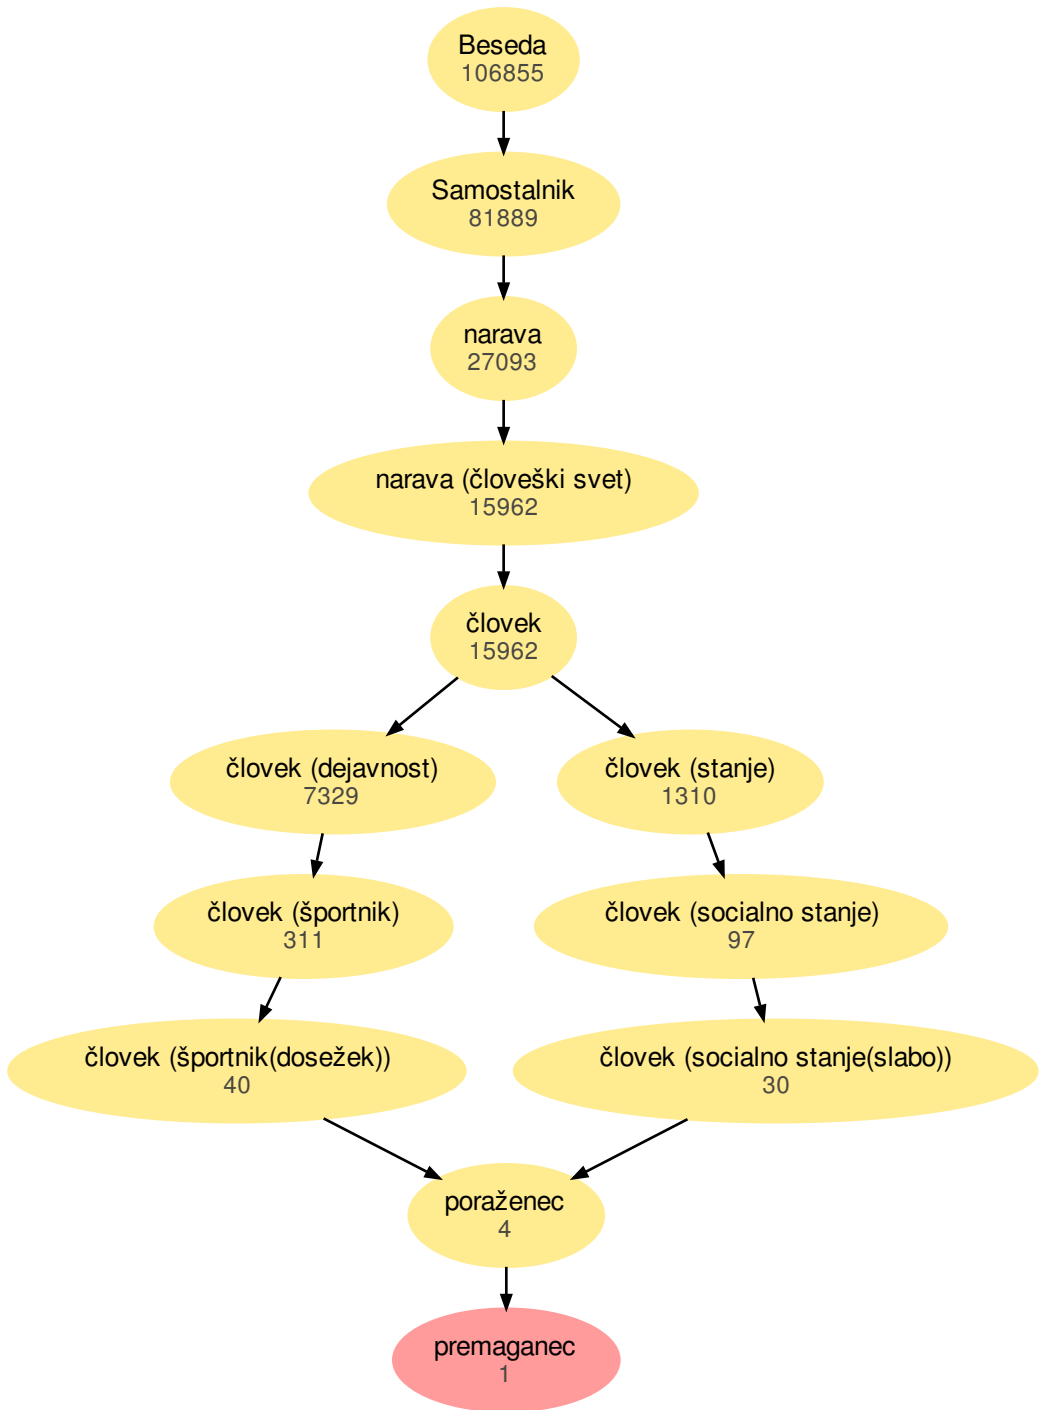 Beseda
106855
Samostalnik
81889
narava
27093
narava (človeški svet)
15962
človek
15962
človek (dejavnost)
7329
človek (stanje)
1310
človek (športnik)
311
človek (socialno stanje)
97
človek (športnik(dosežek))
40
človek (socialno stanje(slabo))
30
poraženec
4
premaganec
1